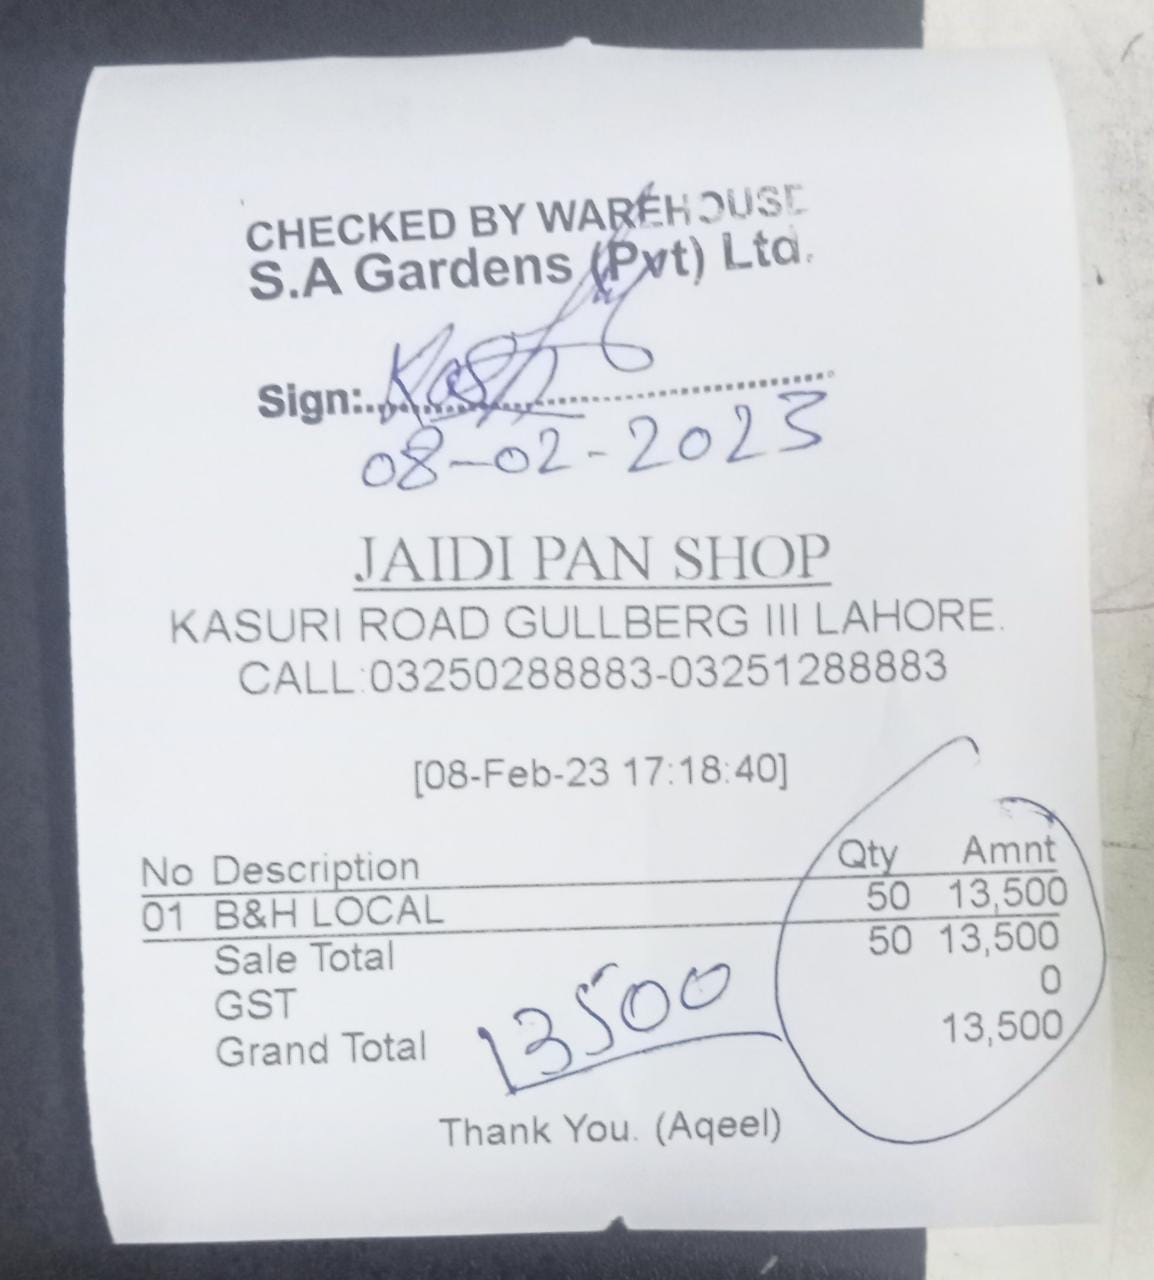 CHECKED BY WAREHOUSE
S.A Gardens (Pvt) Ltd.
Sign:
08-02-2023
JAIDI PAN SHOP
KASURI ROAD GULLBERG III LAHORE.
CALL:03250288883-03251288883
[08-Feb-23 17:18:40]
No Description Qty Amnt
01 B&H LOCAL 50 13,500
Sale Total 50 13,500
GST 0
Grand Total 13,500
13500
Thank You. (Aqeel)